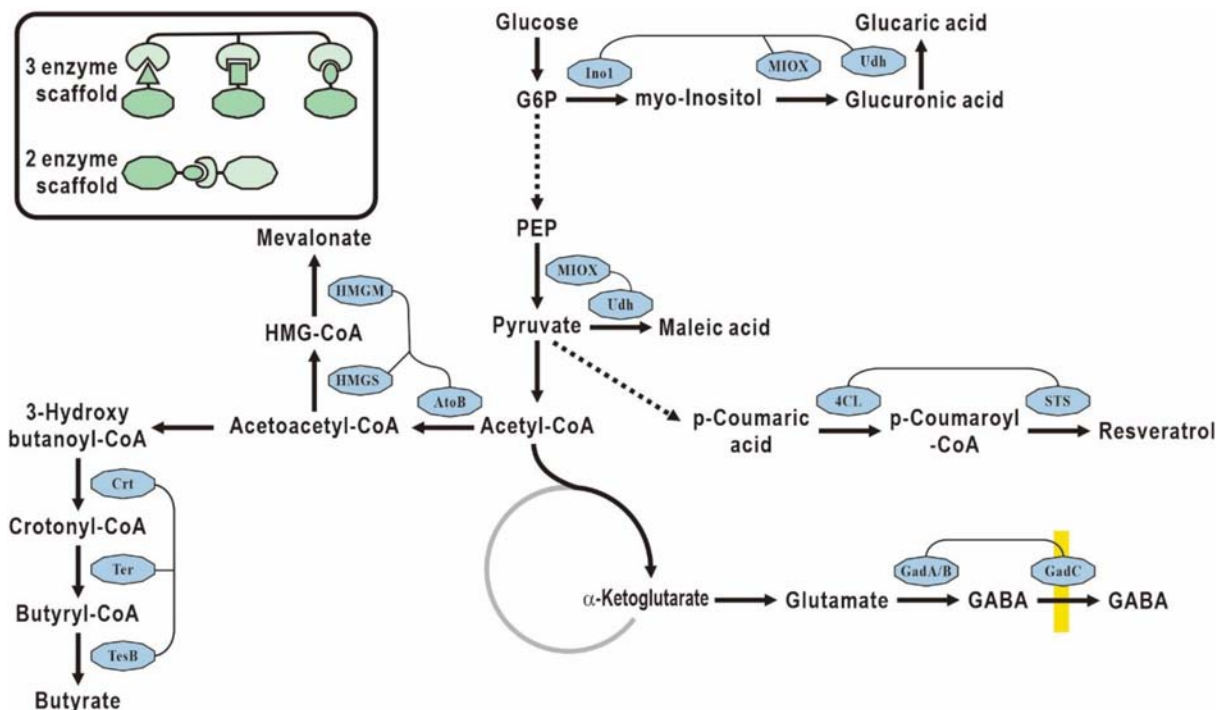 3 enzyme
scaffold
2 enzyme
scaffold
Glucose
Glucaric acid
Ino1
MIOX
Udh
G6P
myo-Inositol
Glucuronic acid
PEP
MIOX
Udh
Pyruvate
Maleic acid
Mevalonate
HMGM
HMG-CoA
HMGS
AtoB
3-Hydroxy
butanoyl-CoA
Acetoacetyl-CoA
Acetyl-CoA
4CL
STS
p-Coumaric
acid
p-Coumaroyl
-CoA
Resveratrol
Crt
Crotonyl-CoA
Ter
Butyryl-CoA
TesB
Butyrate
α-Ketoglutarate
Glutamate
GadA/B
GABA
GadC
GABA